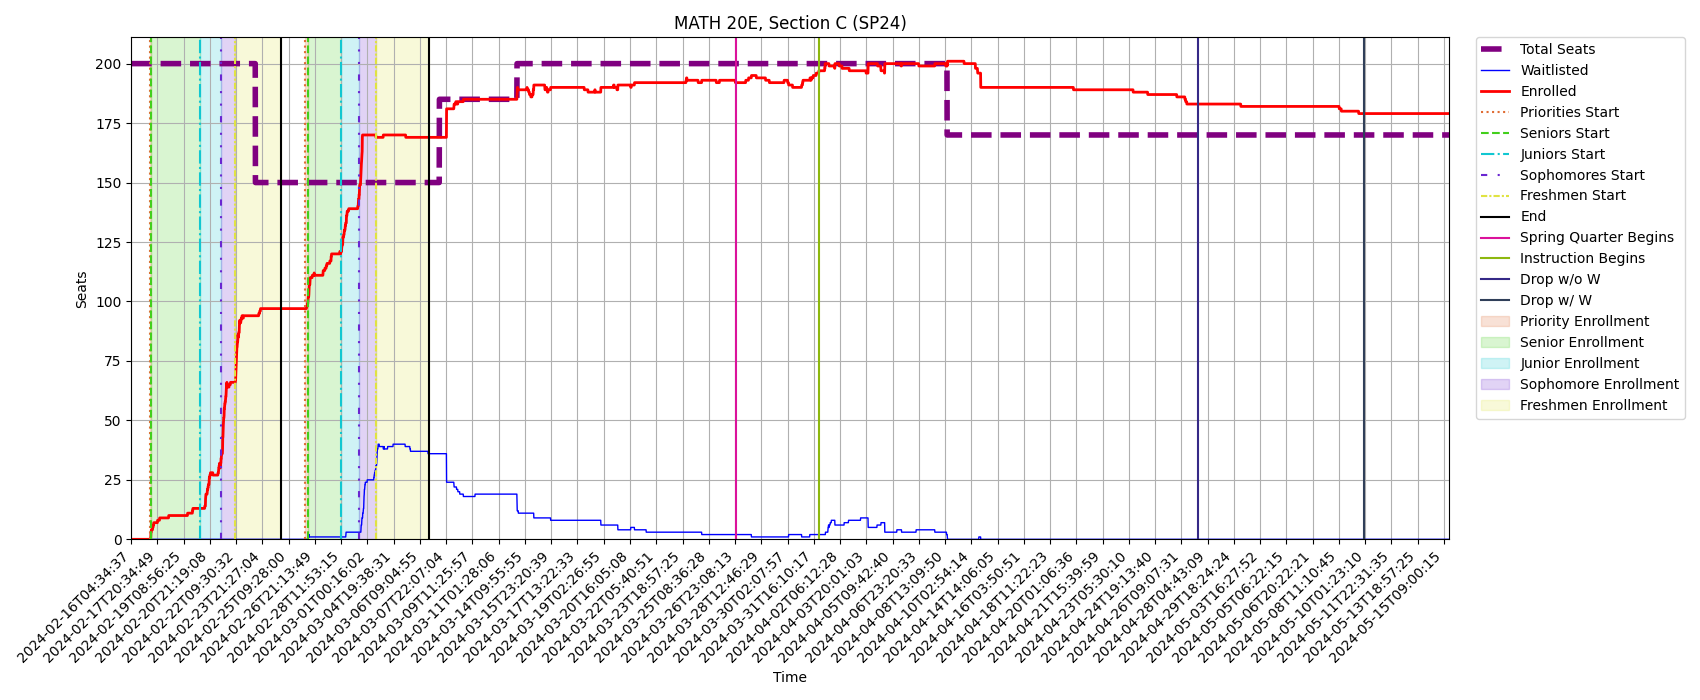 MATH 20E, Section C (SP24)
Seats
200
175
150
125
100
75
50
25
0
2024-02-16T04:34:37
2024-02-17T20:34:49
2024-02-19T08:56:25
2024-02-20T21:19:08
2024-02-22T09:30:32
2024-02-23T21:27:04
2024-02-25T09:28:00
2024-02-26T21:13:49
2024-02-28T11:53:15
2024-03-01T00:16:02
2024-03-04T19:38:31
2024-03-06T09:04:55
2024-03-07T22:07:04
2024-03-09T11:25:57
2024-03-11T01:28:06
2024-03-14T09:55:55
2024-03-15T23:20:39
2024-03-17T13:22:33
2024-03-19T02:26:55
2024-03-20T16:05:08
2024-03-22T05:40:51
2024-03-23T18:57:25
2024-03-25T08:36:28
2024-03-26T23:08:13
2024-03-28T12:46:29
2024-03-30T02:07:57
2024-03-31T16:10:17
2024-04-02T06:12:28
2024-04-03T20:01:03
2024-04-05T09:42:40
2024-04-06T23:20:33
2024-04-08T13:09:50
2024-04-10T02:54:14
2024-04-14T14:06:05
2024-04-16T03:50:51
2024-04-18T11:22:23
2024-04-20T01:06:36
2024-04-21T15:39:59
2024-04-23T05:30:10
2024-04-24T19:13:40
2024-04-26T09:07:31
2024-04-28T04:43:09
2024-04-29T18:24:24
2024-05-03T16:27:52
2024-05-05T06:22:15
2024-05-06T20:22:21
2024-05-08T11:10:45
2024-05-10T01:23:10
2024-05-11T22:31:35
2024-05-13T18:57:25
2024-05-15T09:00:15
Time
Total Seats
Waitlisted
Enrolled
Priorities Start
Seniors Start
Juniors Start
Sophomores Start
Freshmen Start
End
Spring Quarter Begins
Instruction Begins
Drop w/o W
Drop w/ W
Priority Enrollment
Senior Enrollment
Junior Enrollment
Sophomore Enrollment
Freshmen Enrollment